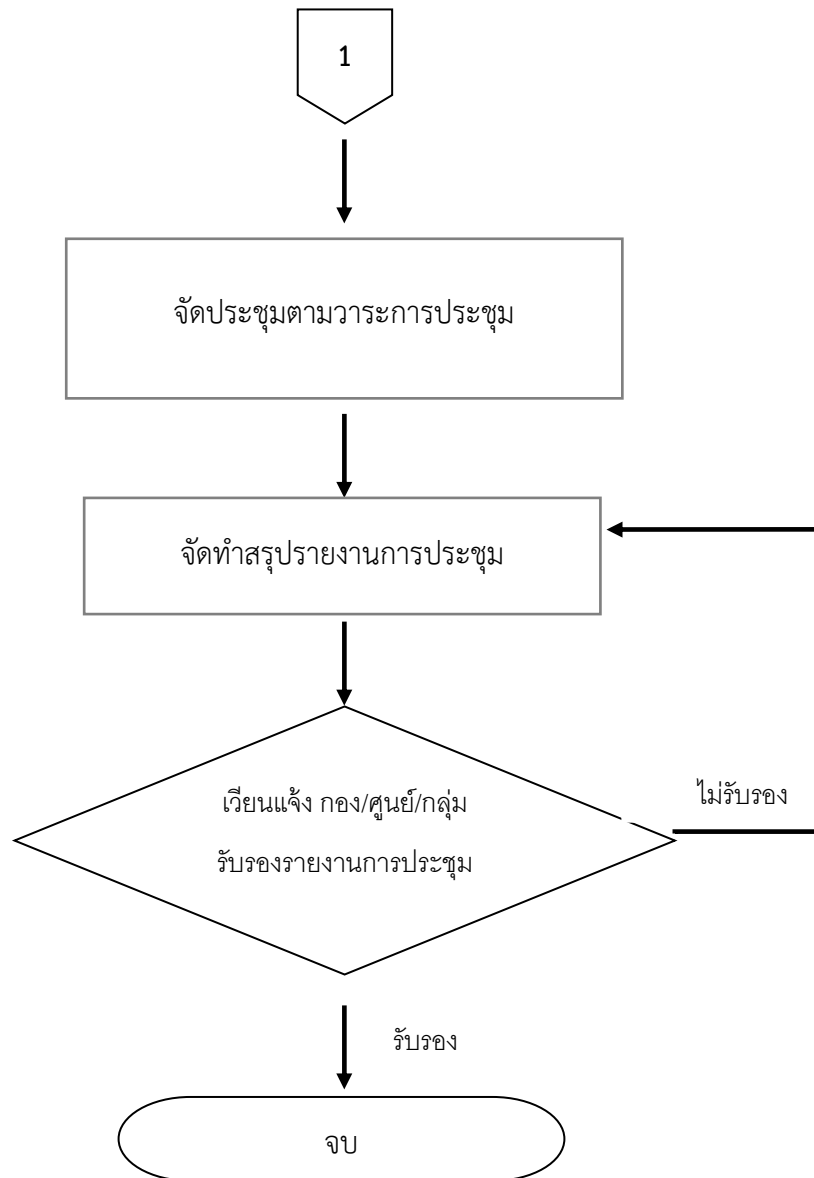 1
จัดประชุมตามวาระการประชุม
จัดทำสรุปรายงานการประชุม
เวียนแจ้ง กอง/ศูนย์/กลุ่ม
รับรองรายงานการประชุม
ไม่รับรอง
รับรอง
จบ